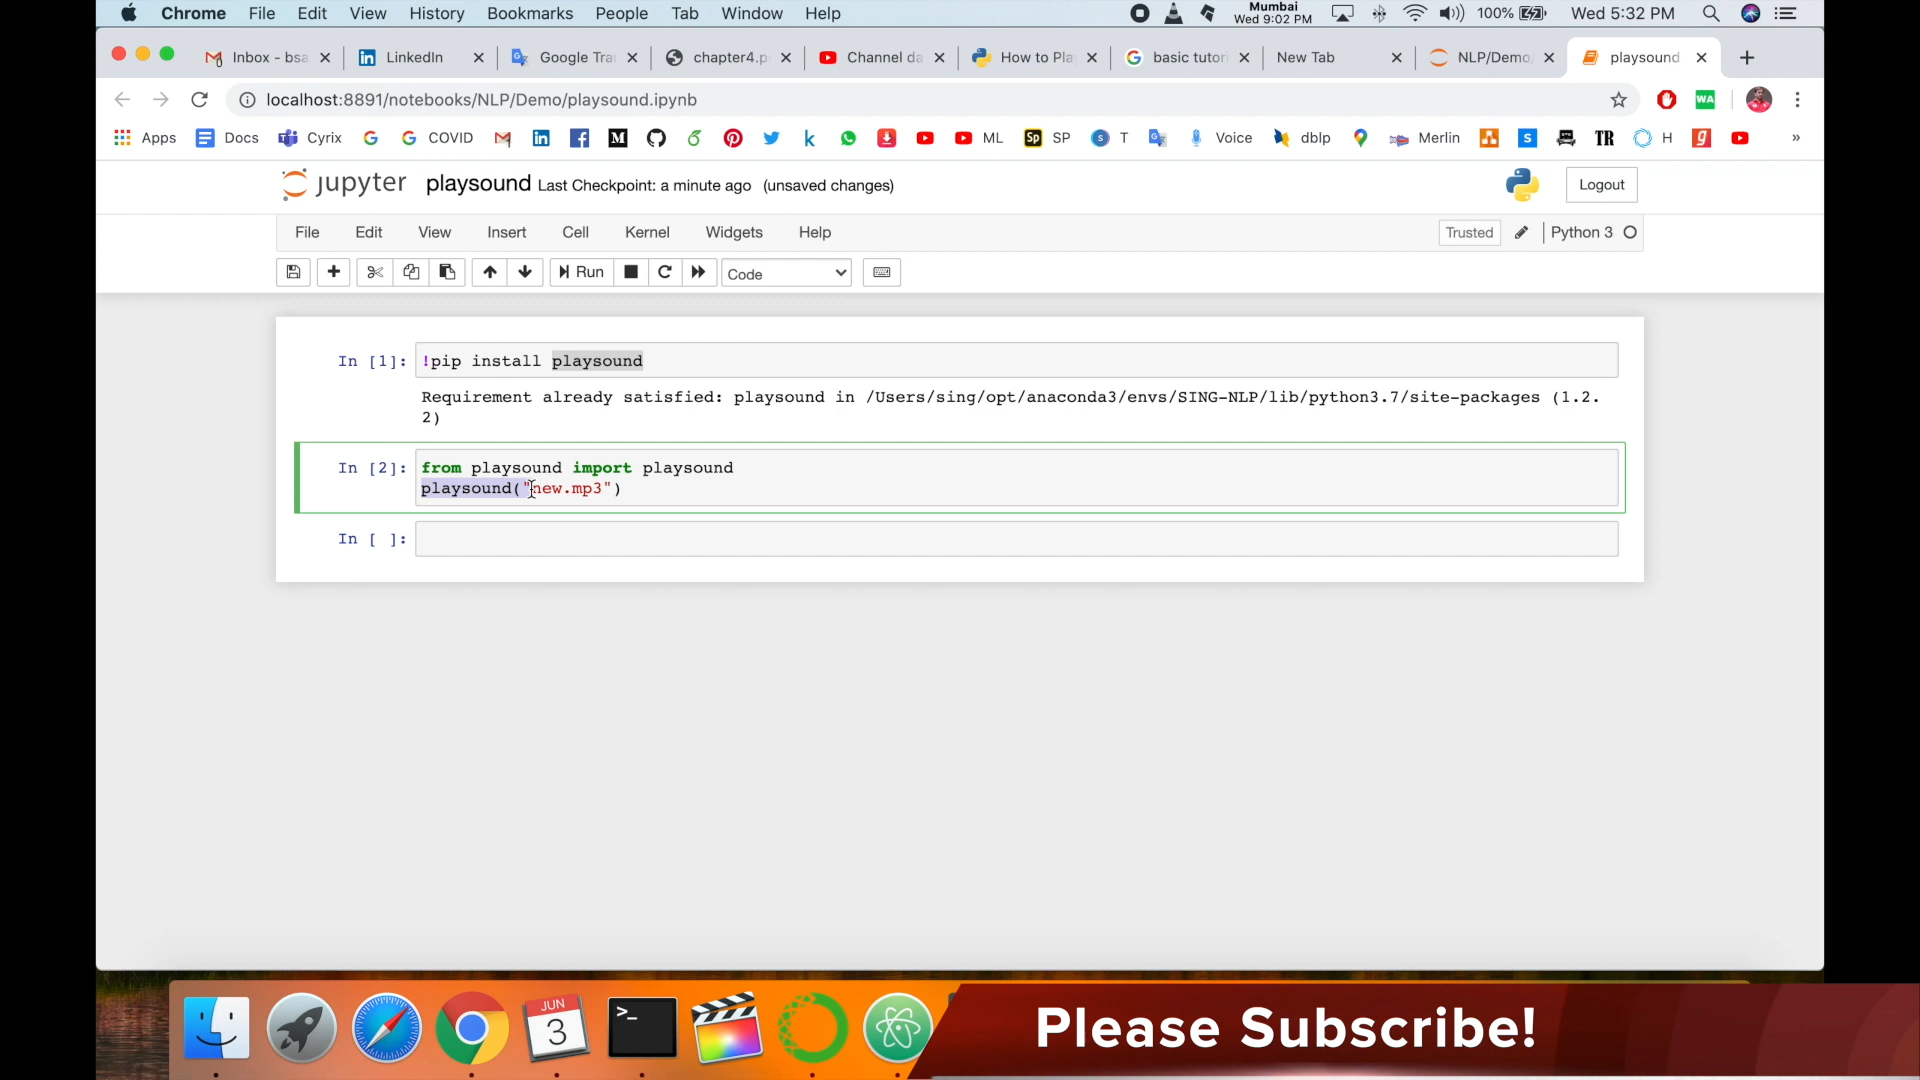 Chrome File Edit View History Bookmarks People Tab Window Help
Mumbai
Wed 9:02 PM
100% Wed 5:32 PM
Inbox - bsa LinkedIn Google Tra chapter4.p Channel da How to Pla basic tutori New Tab NLP/Demo playsound
localhost:8891/notebooks/NLP/Demo/playsound.ipynb WA
Apps Docs Cyrix COVID ML SP T Voice dblp Merlin TR H
jupyter playsound Last Checkpoint: a minute ago (unsaved changes) Logout
File Edit View Insert Cell Kernel Widgets Help Trusted Python 3
Run Code
In [1]: !pip install playsound
Requirement already satisfied: playsound in /Users/sing/opt/anaconda3/envs/SING-NLP/lib/python3.7/site-packages (1.2.
2)
In [2]: from playsound import playsound
playsound("new.mp3")
In [ ]:
JUN
3
Please Subscribe!